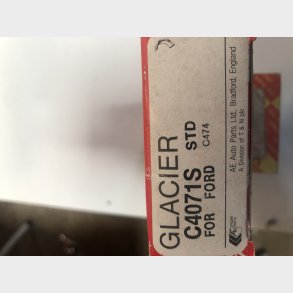 GLACIER
C4071S STD
FOR FORD C474
AE Auto Parts Ltd, Bradford, England
A Division of T & N plc